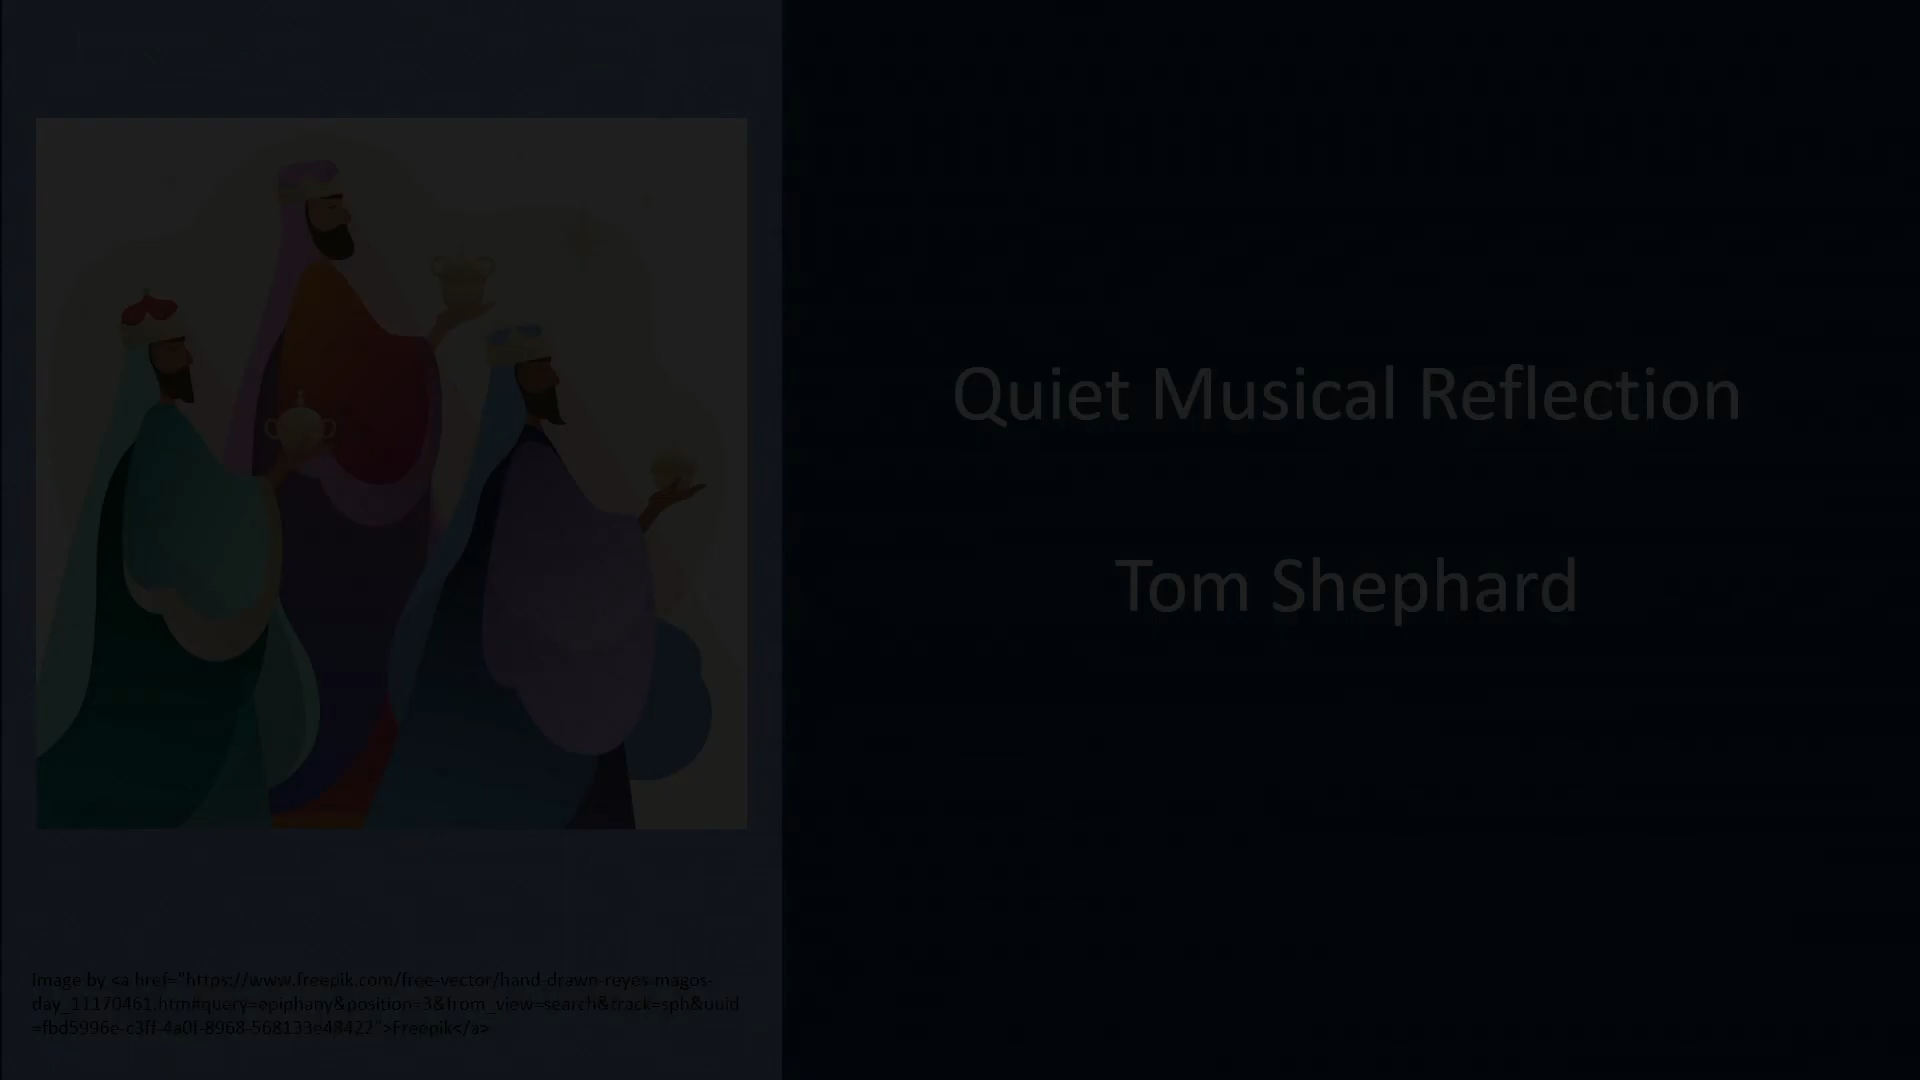 Quiet Musical Reflection
Tom Shephard
Image by <a href="https://www.freepik.com/free-vector/hand-drawn-reyes-magos-
day_11170461.htm#query=epiphany&position=3&from_view=search&track=sph&uuid
=fbd5996e-c3ff-4a0f-8968-568133e48422">Freepik</a>